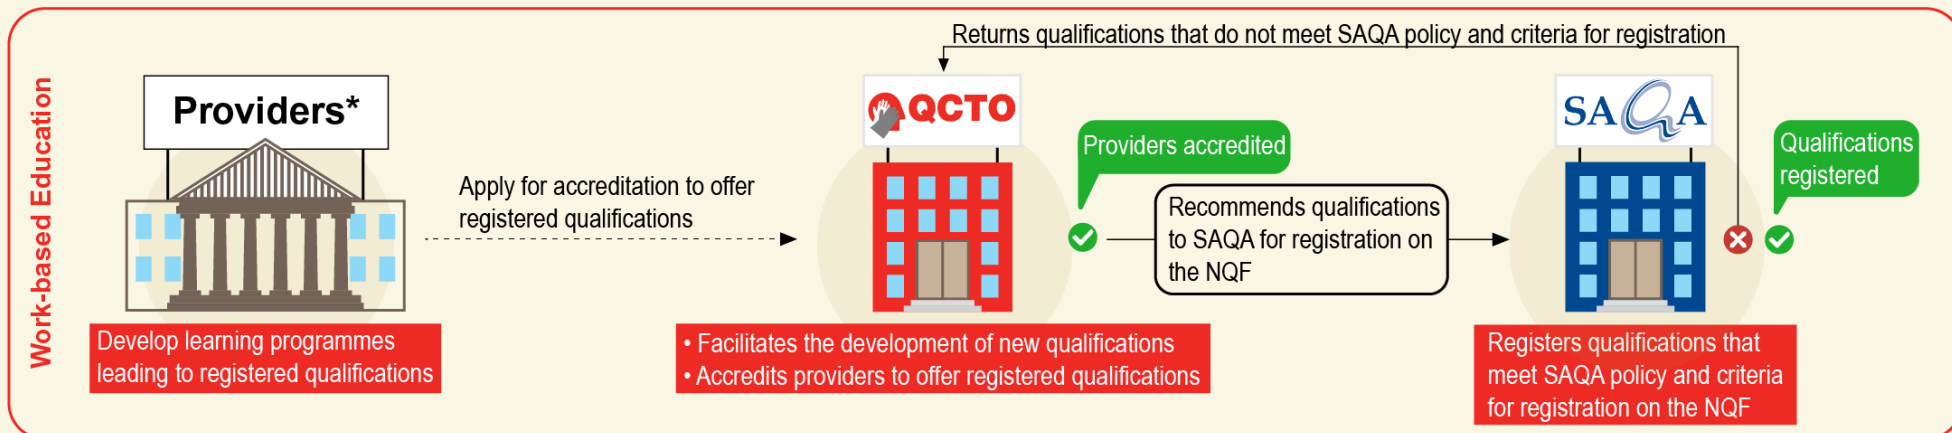 Work-based Education
Providers*
Develop learning programmes
leading to registered qualifications
Apply for accreditation to offer
registered qualifications
QCTO
• Facilitates the development of new qualifications
• Accredits providers to offer registered qualifications
Providers accredited
Recommends qualifications
to SAQA for registration on
the NQF
Returns qualifications that do not meet SAQA policy and criteria for registration
SAQA
Qualifications
registered
Registers qualifications that
meet SAQA policy and criteria
for registration on the NQF